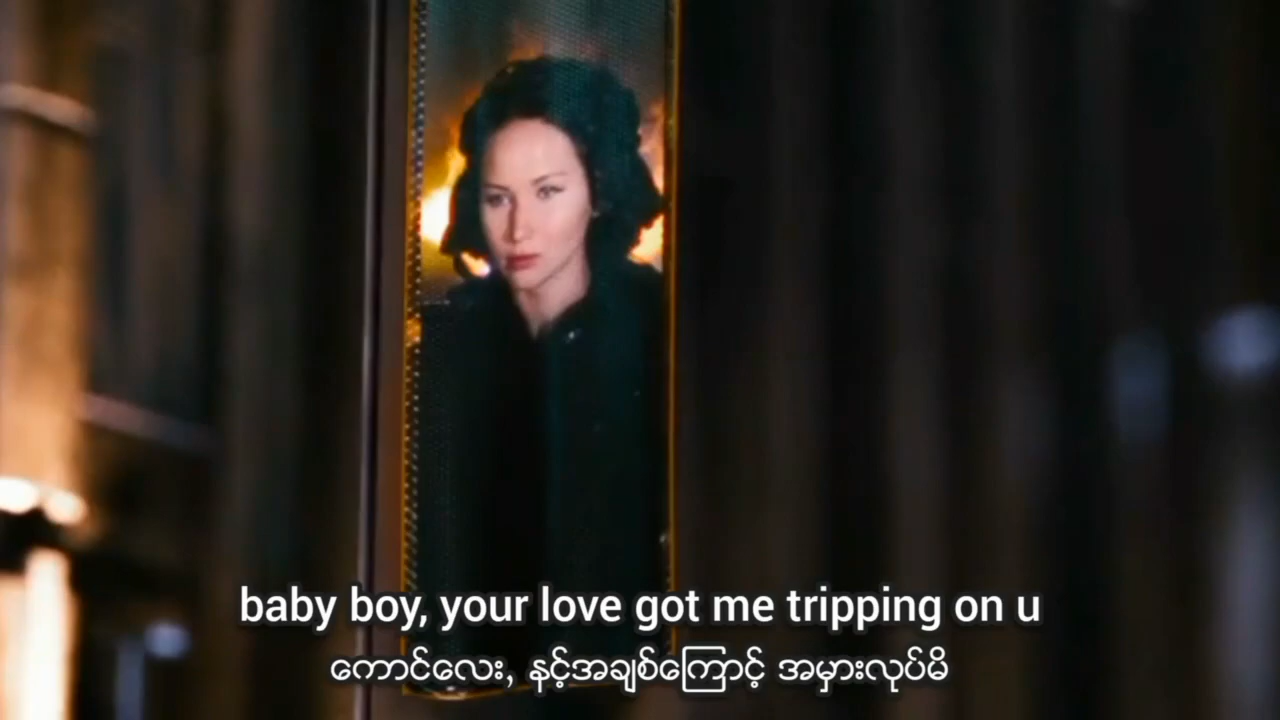 baby boy, your love got me tripping on u
ကောင်လေး, နင့်အချစ်ကြောင့် အမှားလုပ်မိ